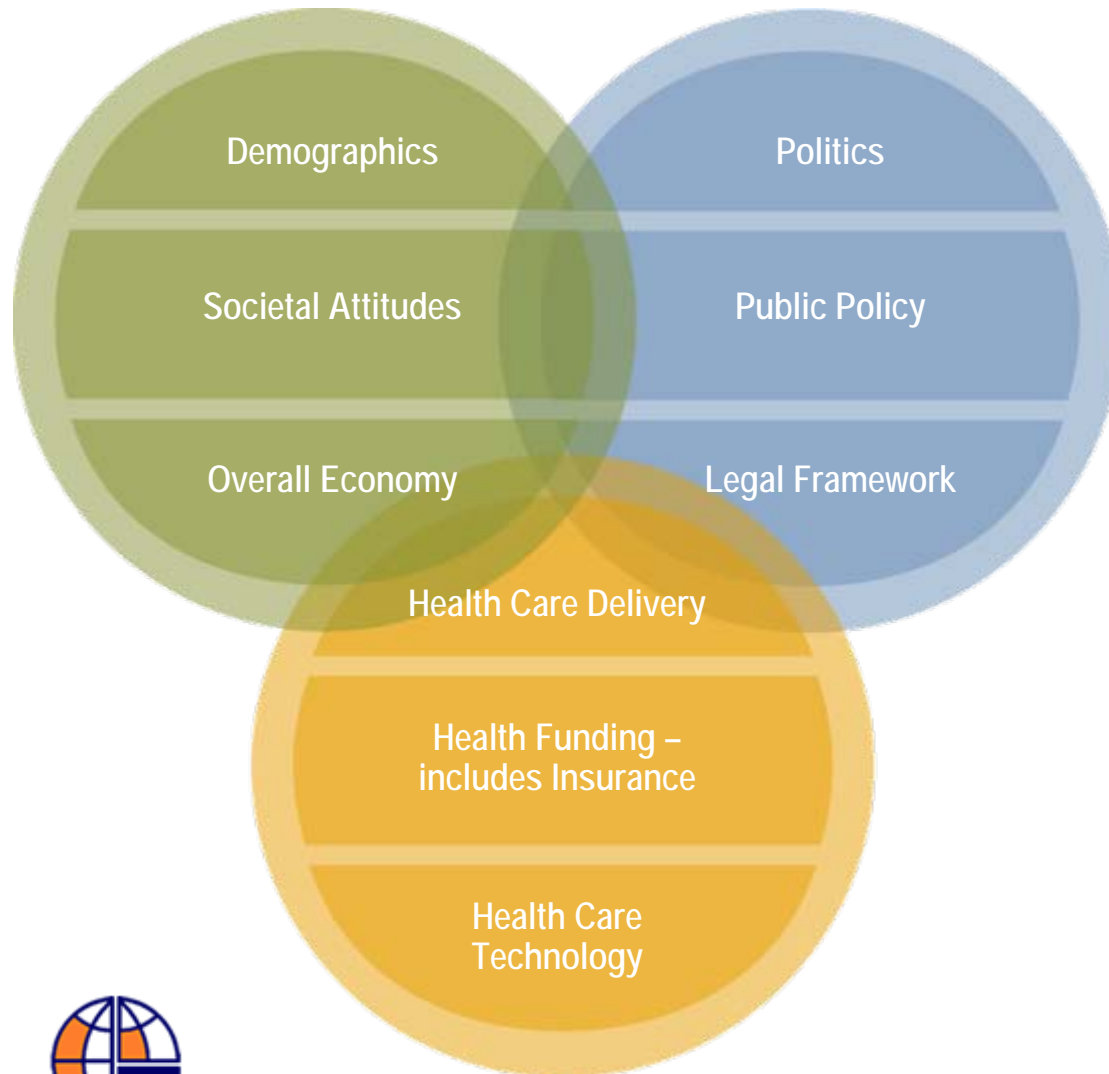 Demographics
Societal Attitudes
Overall Economy
Politics
Public Policy
Legal Framework
Health Care Delivery
Health Funding –
includes Insurance
Health Care
Technology